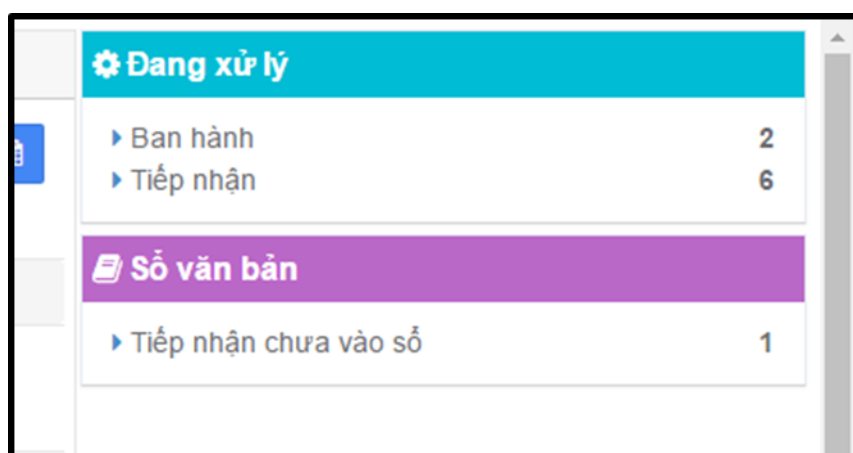 Đang xử lý
Ban hành 2
Tiếp nhận 6
Sổ văn bản
Tiếp nhận chưa vào sổ 1